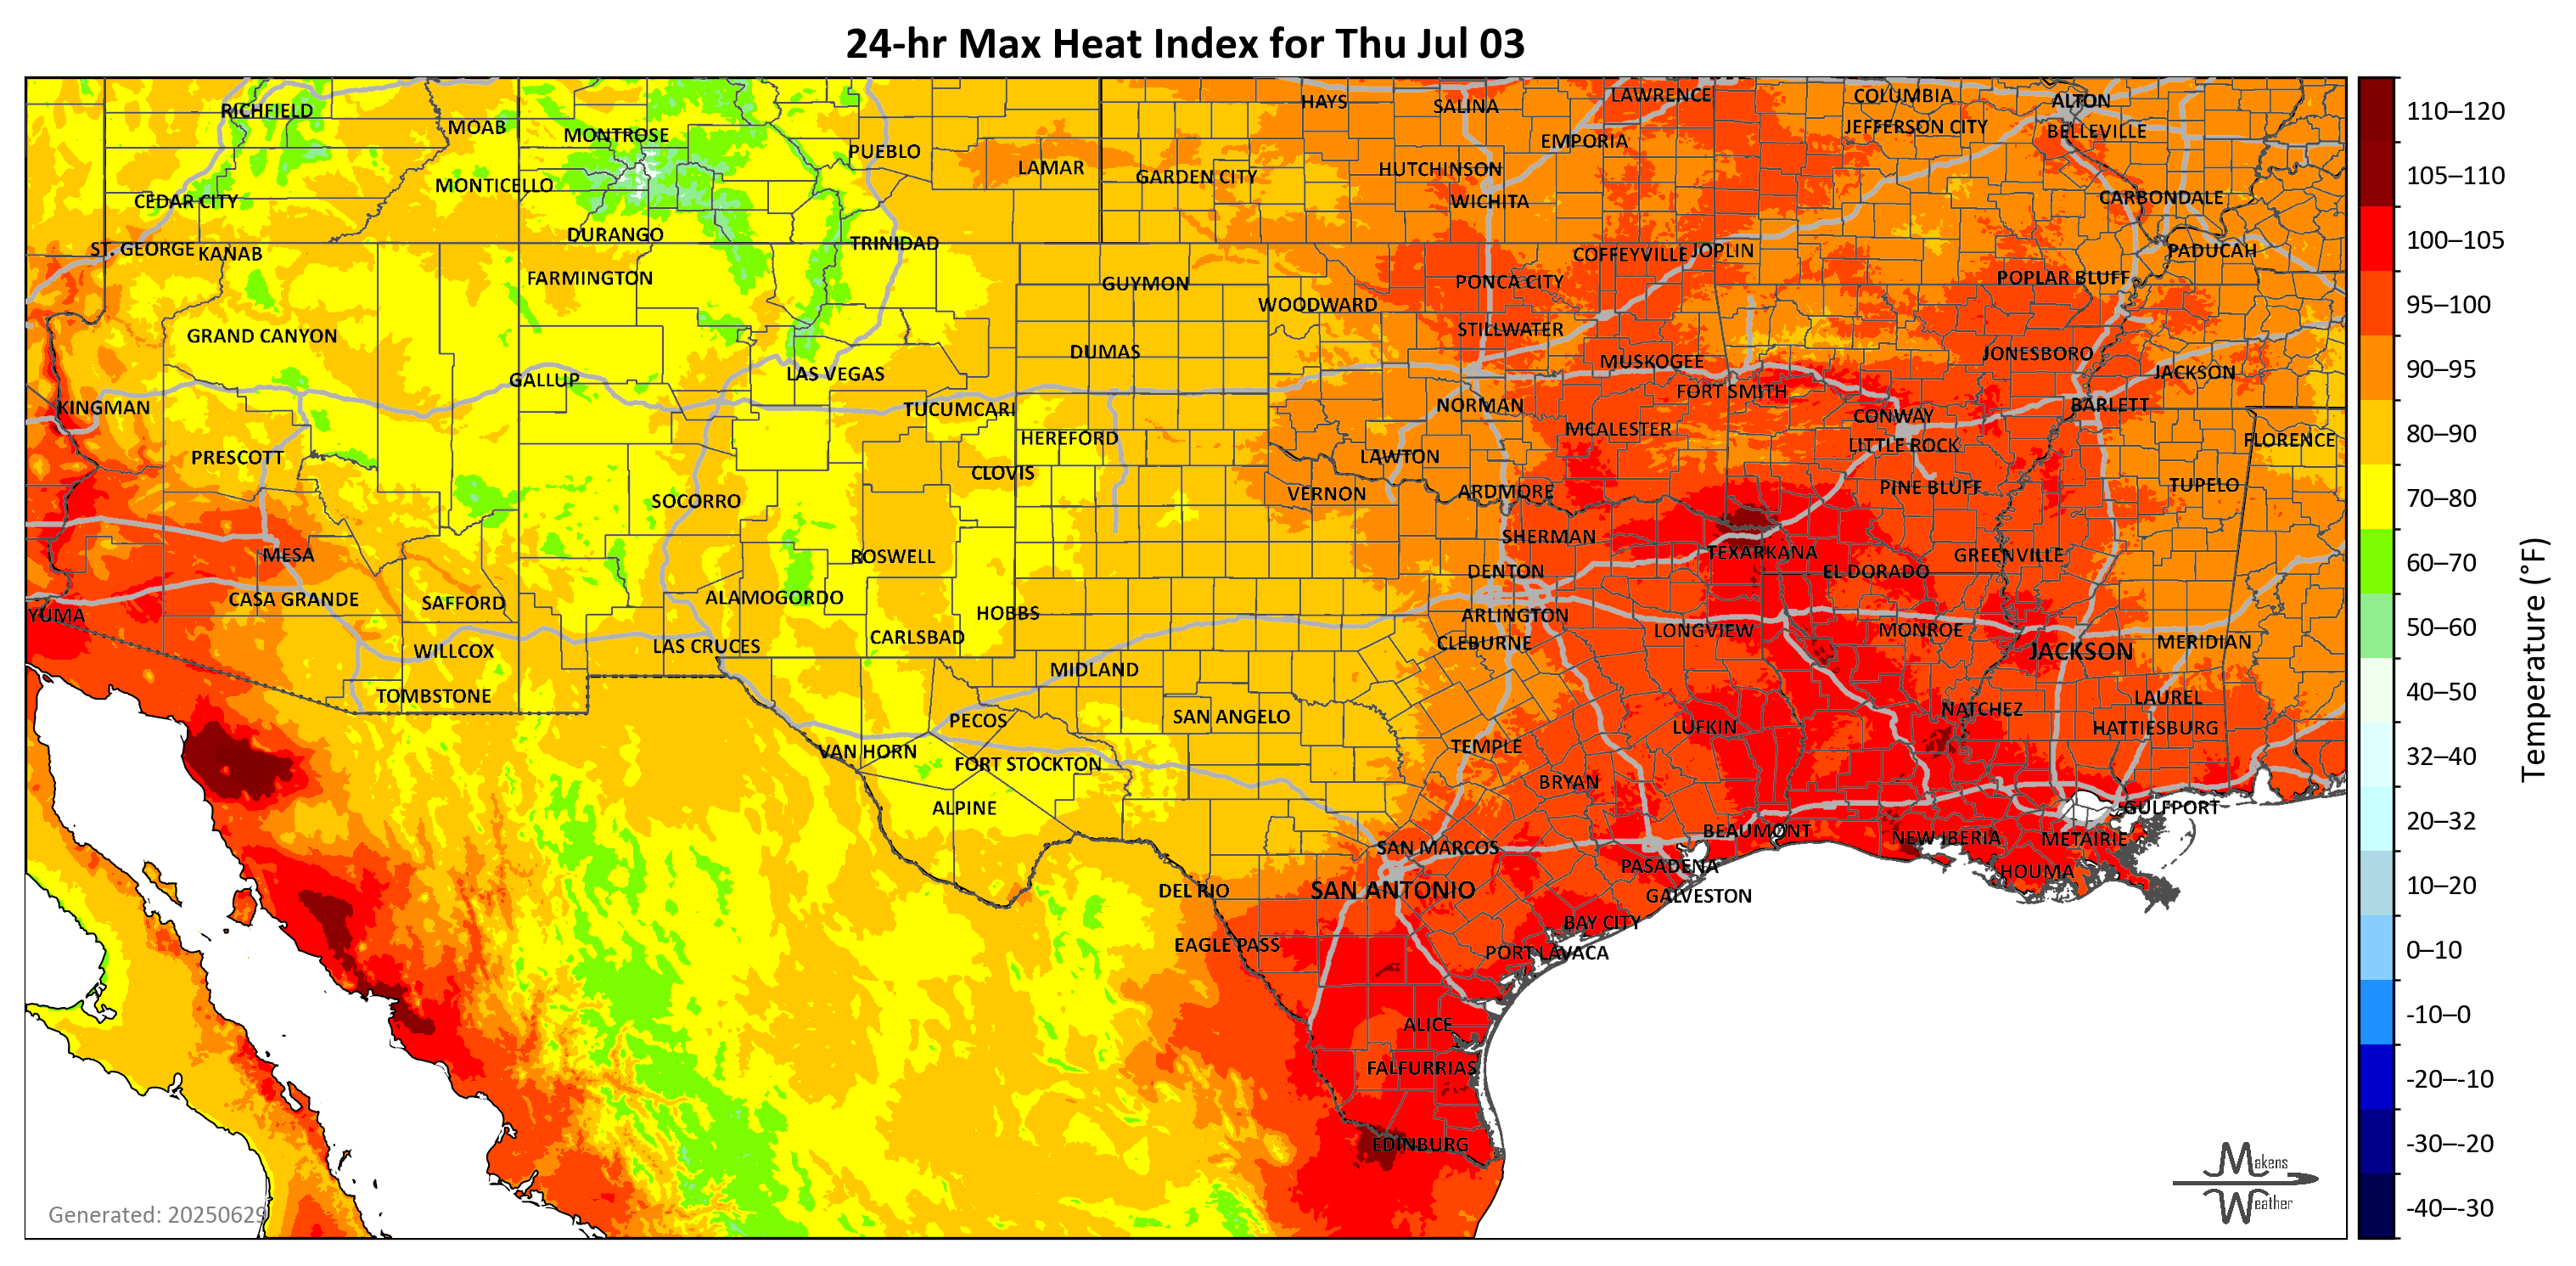 24-hr Max Heat Index for Thu Jul 03
HAYS
SALINA
LAWRENCE
COLUMBIA
ALTON
RICHFIELD
MOAB
MONTROSE
PUEBLO
EMPORIA
JEFFERSON CITY
BELLEVILLE
LAMAR
GARDEN CITY
HUTCHINSON
MONTICELLO
CEDAR CITY
WICHITA
CARBONDALE
DURANGO
TRINIDAD
ST. GEORGE
KANAB
COFFEYVILLE
JOPLIN
PADUCAH
FARMINGTON
GUYMON
PONCA CITY
POPLAR BLUFF
WOODWARD
GRAND CANYON
STILLWATER
DUMAS
MUSKOGEE
JONESBORO
GALLUP
LAS VEGAS
FORT SMITH
JACKSON
KINGMAN
TUCUMCARI
NORMAN
CONWAY
BARLETT
HEREFORD
MCALESTER
LITTLE ROCK
FLORENCE
PRESCOTT
CLOVIS
LAWTON
SOCORRO
VERNON
ARDMORE
PINE BLUFF
TUPELO
MESA
ROSWELL
SHERMAN
TEXARKANA
GREENVILLE
DENTON
EL DORADO
CASA GRANDE
SAFFORD
ALAMOGORDO
YUMA
HOBBS
ARLINGTON
LAS CRUCES
CARLSBAD
CLEBURNE
LONGVIEW
MONROE
WILLCOX
JACKSON
MERIDIAN
MIDLAND
TOMBSTONE
LAUREL
PECOS
SAN ANGELO
NATCHEZ
LUFKIN
HATTIESBURG
VAN HORN
TEMPLE
FORT STOCKTON
BRYAN
ALPINE
GULFPORT
BEAUMONT
NEW IBERIA
METAIRIE
SAN MARCOS
PASADENA
HOUMA
DEL RIO
SAN ANTONIO
GALVESTON
BAY CITY
EAGLE PASS
PORT LAVACA
ALICE
FALFURRIAS
EDINBURG
Generated: 20250629
Makens
Weather
110–120
105–110
100–105
95–100
90–95
80–90
70–80
60–70
50–60
40–50
32–40
20–32
10–20
0–10
-10–0
-20–-10
-30–-20
-40–-30
Temperature (°F)